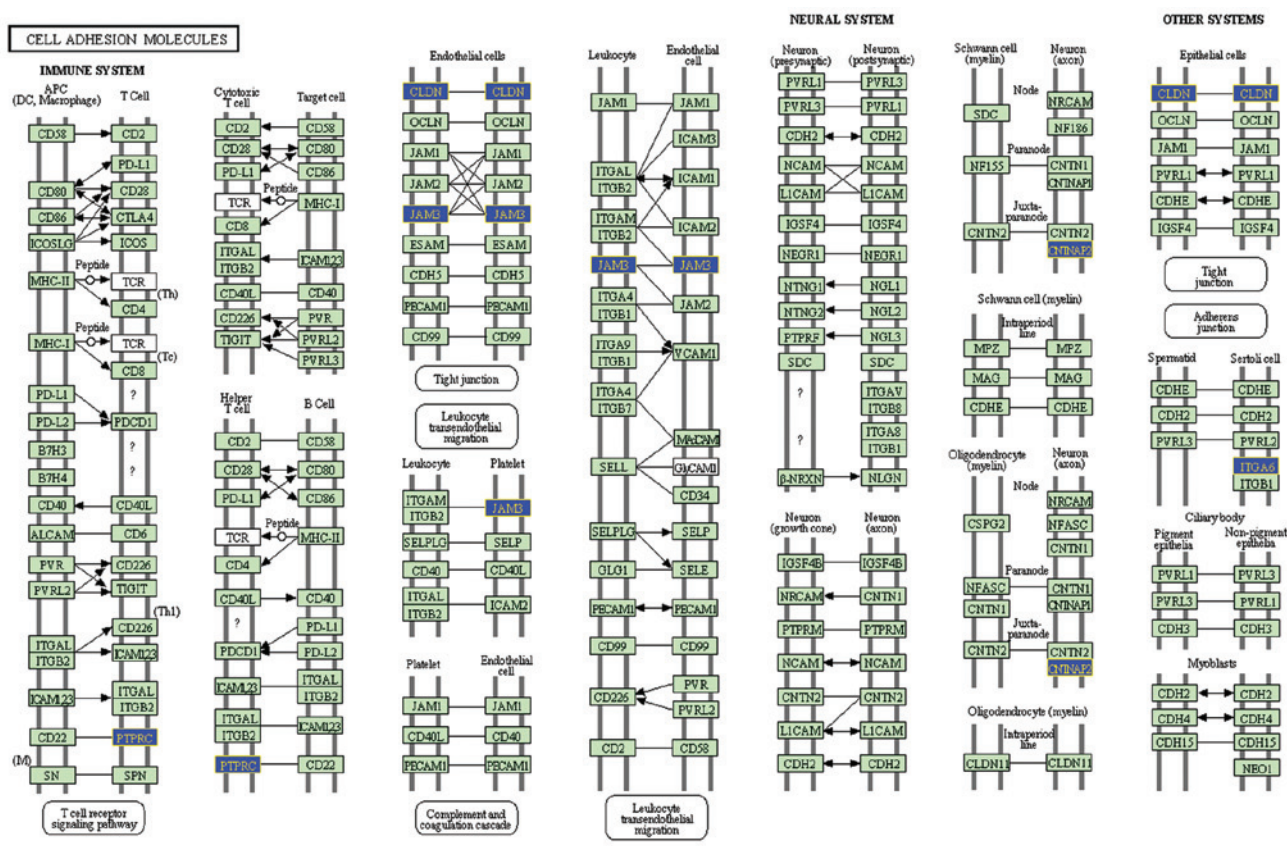 CELL ADHESION MOLECULES
IMMUNE SYSTEM
APC
(DC, Macrophage)
T Cell
CD58
CD2
PD-L1
CD80
CD28
CD86
CTLA4
ICOSLG
ICOS
Peptide
MHC-II
TCR
(Th)
CD4
Peptide
MHC-I
TCR
(Tc)
CD8
PD-L1
?
PD-L2
PDCD1
B7H3
?
B7H4
?
CD40
CD40L
ALCAM
CD6
PVR
CD226
PVRL2
TIGIT
(Th1)
CD226
ITGAL
ITGB2
ICAM123
ICAM123
ITGAL
ITGB2
CD22
PTPRC
(M)
SN
SPN
T cell receptor
signaling pathway
Cytotoxic
T cell
Target cell
CD2
CD58
CD28
CD80
PD-L1
CD86
Peptide
TCR
MHC-I
CD8
ITGAL
ITGB2
ICAM123
CD40L
CD40
CD226
PVR
TIGIT
PVRL2
PVRL3
Helper
T cell
B Cell
CD2
CD58
CD28
CD80
PD-L1
CD86
Peptide
TCR
MHC-II
CD4
CD40L
CD40
?
PD-L1
PDCD1
PD-L2
ICAM123
ITGAL
ITGB2
ITGAL
ITGB2
ICAM123
PTPRC
CD22
Endothelial cells
CLDN
CLDN
OCLN
OCLN
JAM1
JAM1
JAM2
JAM2
JAM3
JAM3
ESAM
ESAM
CDH5
CDH5
PECAM1
PECAM1
CD99
CD99
Tight junction
Leukocyte
transendothelial
migration
Leukocyte
Platelet
ITGAM
ITGB2
JAM3
SELPLG
SELP
CD40
CD40L
ITGAL
ITGB2
ICAM2
Platelet
Endothelial
cell
JAM1
JAM1
CD40L
CD40
PECAM1
PECAM1
Complement and
coagulation cascade
Leukocyte
Endothelial
cell
JAM1
JAM1
ICAM3
ITGAL
ITGB2
ICAM1
ITGAM
ITGB2
ICAM2
JAM3
JAM3
ITGA4
ITGB1
JAM2
ITGA9
ITGB1
VCAM1
ITGA4
ITGB7
SELL
GlyCAM1
CD34
SELPLG
SELP
GLG1
SELE
PECAM1
PECAM1
CD99
CD99
CD226
PVR
PVRL2
CD2
CD58
Leukocyte
transendothelial
migration
NEURAL SYSTEM
Neuron
(presynaptic)
Neuron
(postsynaptic)
PVRL1
PVRL3
PVRL3
PVRL1
CDH2
CDH2
NCAM
NCAM
L1CAM
L1CAM
IGSF4
IGSF4
NEGR1
NEGR1
NTNG1
NGL1
NTNG2
NGL2
PTPRF
NGL3
SDC
SDC
?
ITGAV
ITGB8
?
ITGA8
ITGB1
β-NRXN
NLGN
Neuron
(growth cone)
Neuron
(axon)
IGSF4B
IGSF4B
NRCAM
CNTN1
PTPRM
PTPRM
NCAM
NCAM
CNTN2
CNTN2
L1CAM
L1CAM
CDH2
CDH2
Schwann cell
(myelin)
Neuron
(axon)
Node
NRCAM
SDC
NF186
Paranode
NF155
CNTN1
CNTNAP1
Juxta-
paranode
CNTN2
CNTN2
CNTNAP2
Schwann cell (myelin)
Intraperiod
line
MPZ
MPZ
MAG
MAG
CDHE
CDHE
Oligodendrocyte
(myelin)
Neuron
(axon)
Node
NRCAM
CSPG2
NFASC
CNTN1
Paranode
NFASC
CNTN1
CNTN1
CNTNAP1
Juxta-
paranode
CNTN2
CNTN2
CNTNAP2
Oligodendrocyte (myelin)
Intraperiod
line
CLDN11
CLDN11
OTHER SYSTEMS
Epithelial cells
CLDN
CLDN
OCLN
OCLN
JAM1
JAM1
PVRL1
PVRL1
CDHE
CDHE
IGSF4
IGSF4
Tight
junction
Adherens
junction
Spermatid
Sertoli cell
CDHE
CDHE
CDH2
CDH2
PVRL3
PVRL2
ITGA6
ITGB1
Ciliary body
Pigment
epithelia
Non-pigment
epithelia
PVRL1
PVRL3
PVRL3
PVRL1
CDH3
CDH3
Myoblasts
CDH2
CDH2
CDH4
CDH4
CDH15
CDH15
NEO1